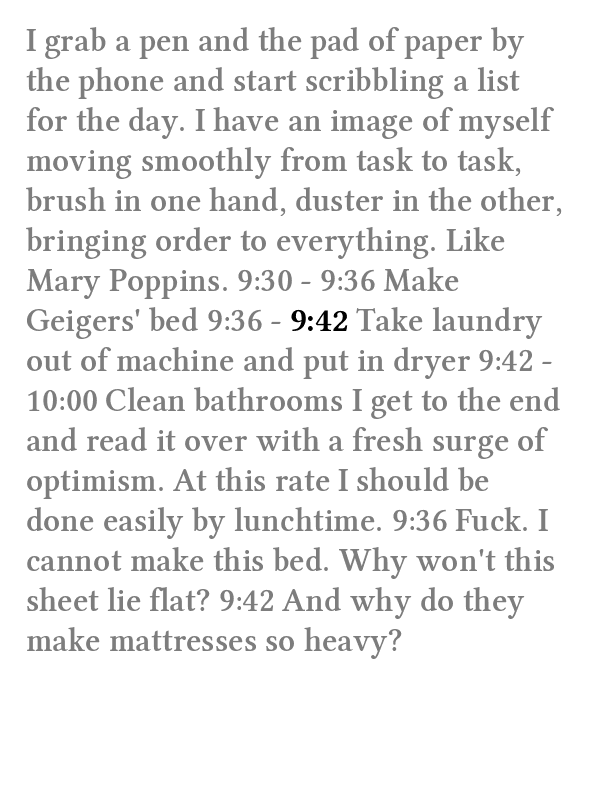 I grab a pen and the pad of paper by
the phone and start scribbling a list
for the day. I have an image of myself
moving smoothly from task to task,
brush in one hand, duster in the other,
bringing order to everything. Like
Mary Poppins. 9:30 - 9:36 Make
Geigers' bed 9:36 - 9:42 Take laundry
out of machine and put in dryer 9:42 -
10:00 Clean bathrooms I get to the end
and read it over with a fresh surge of
optimism. At this rate I should be
done easily by lunchtime. 9:36 Fuck. I
cannot make this bed. Why won't this
sheet lie flat? 9:42 And why do they
make mattresses so heavy?